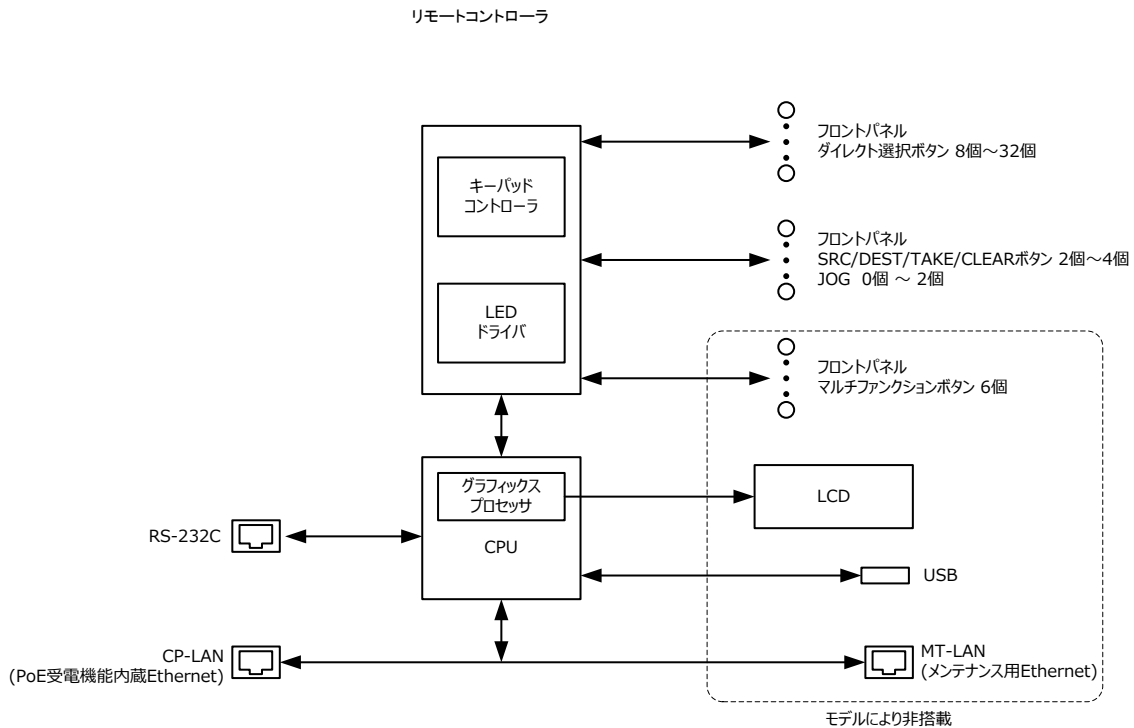 リモートコントローラ
フロントパネル
ダイレクト選択ボタン 8個～32個
キーパッド
コントローラ
フロントパネル
SRC/DEST/TAKE/CLEARボタン 2個～4個
JOG 0個 ～ 2個
LED
ドライバ
フロントパネル
マルチファンクションボタン 6個
グラフィックス
プロセッサ
LCD
RS-232C
CPU
USB
CP-LAN
(PoE受電機能内蔵Ethernet)
MT-LAN
(メンテナンス用Ethernet)
モデルにより非搭載